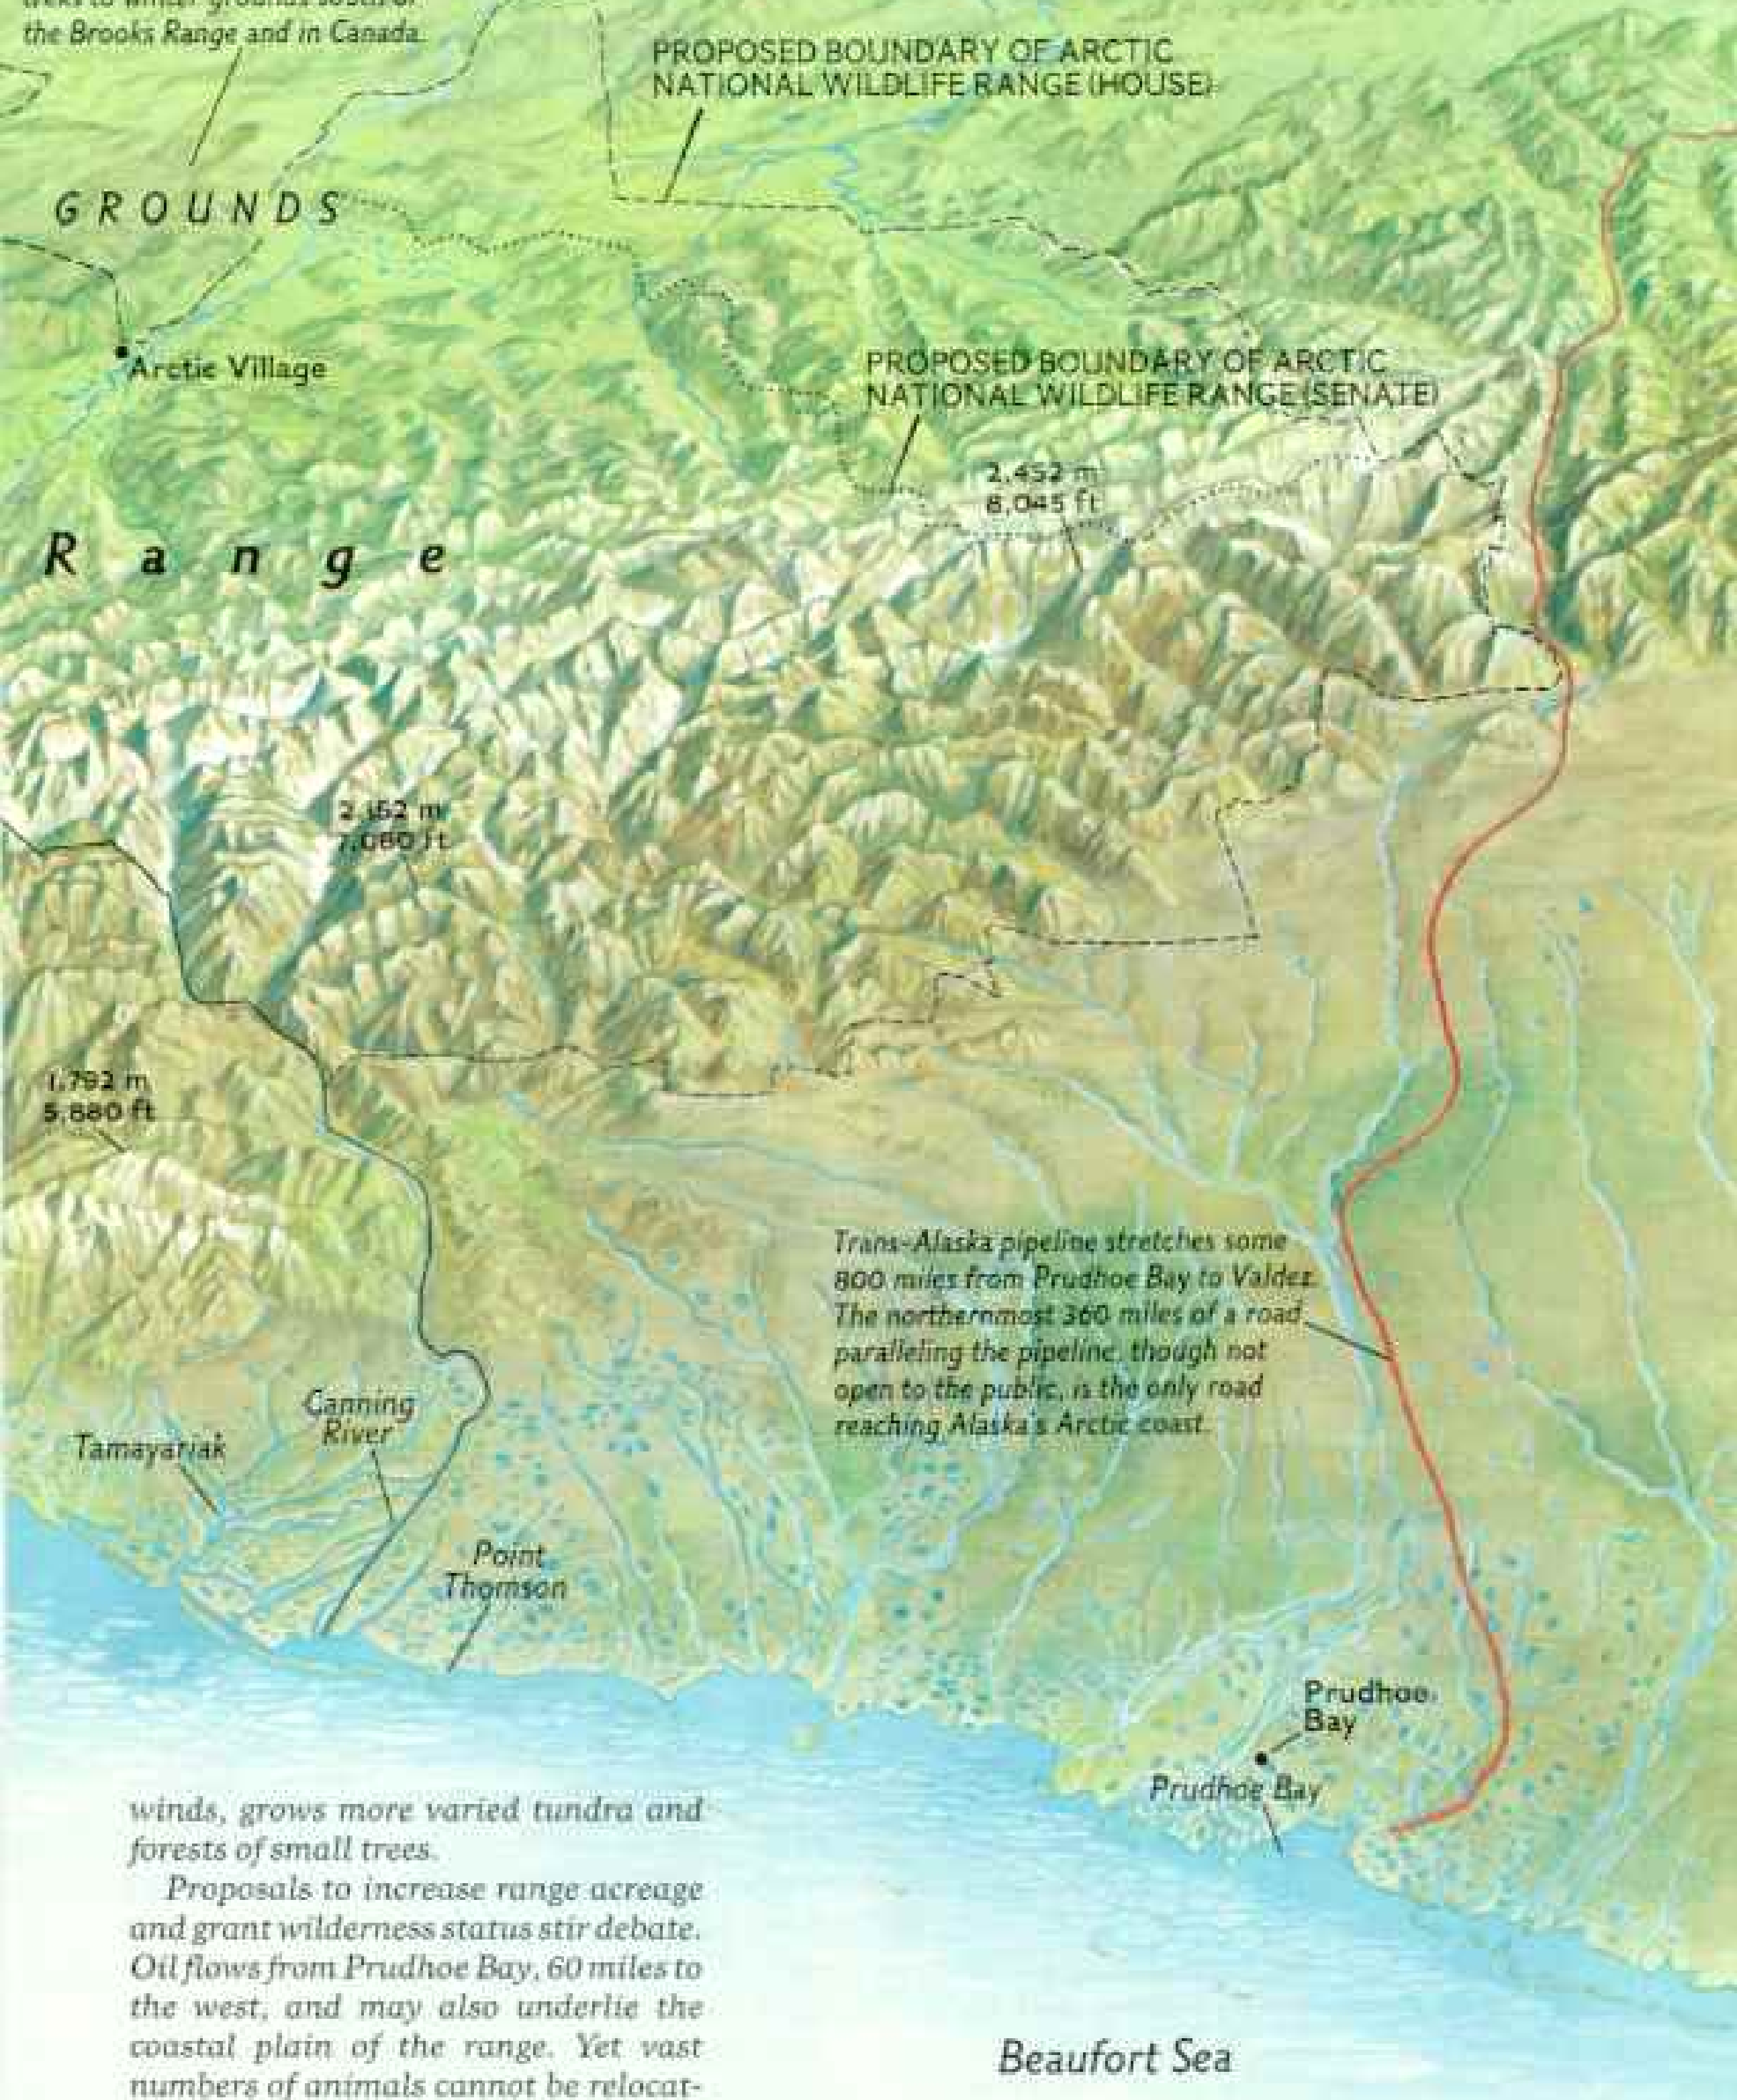 the Brooks Range and in Canada.
PROPOSED BOUNDARY OF ARCTIC
NATIONAL WILDLIFE RANGE (HOUSE)
GROUNDS
Arctic Village
PROPOSED BOUNDARY OF ARCTIC
NATIONAL WILDLIFE RANGE (SENATE)
2,452 m
8,045 ft
Range
m
7,080 ft
1,792 m
5,880 ft
Trans-Alaska pipeline stretches some
800 miles from Prudhoe Bay to Valdez.
The northernmost 360 miles of a road
paralleling the pipeline, though not
open to the public, is the only road
reaching Alaska's Arctic coast.
Canning
River
Tamayariak
Point
Thomson
Prudhoe
Bay
Prudhoe Bay
winds, grows more varied tundra and
forests of small trees.
Proposals to increase range acreage
and grant wilderness status stir debate.
Oil flows from Prudhoe Bay, 60 miles to
the west, and may also underlie the
coastal plain of the range. Yet vast
numbers of animals cannot be relocat-
Beaufort Sea